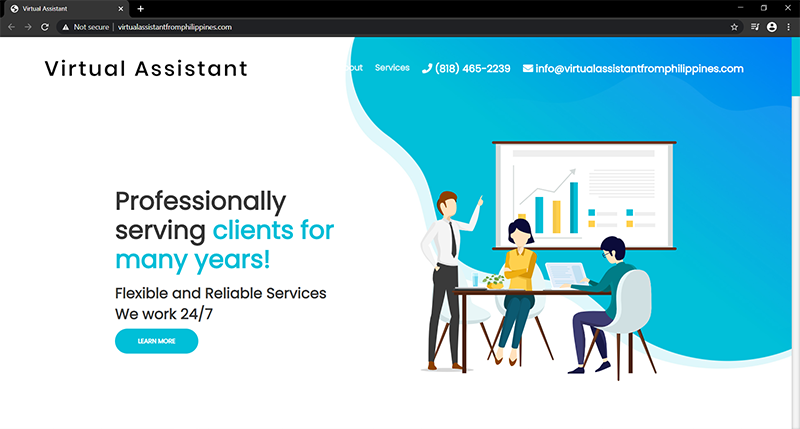 Virtual Assistant
Not secure | virtualassistantfromphilippines.com
Virtual Assistant
out Services (818) 465-2239 info@virtualassistantfromphilippines.com
Professionally
serving clients for
many years!
Flexible and Reliable Services
We work 24/7
LEARN MORE